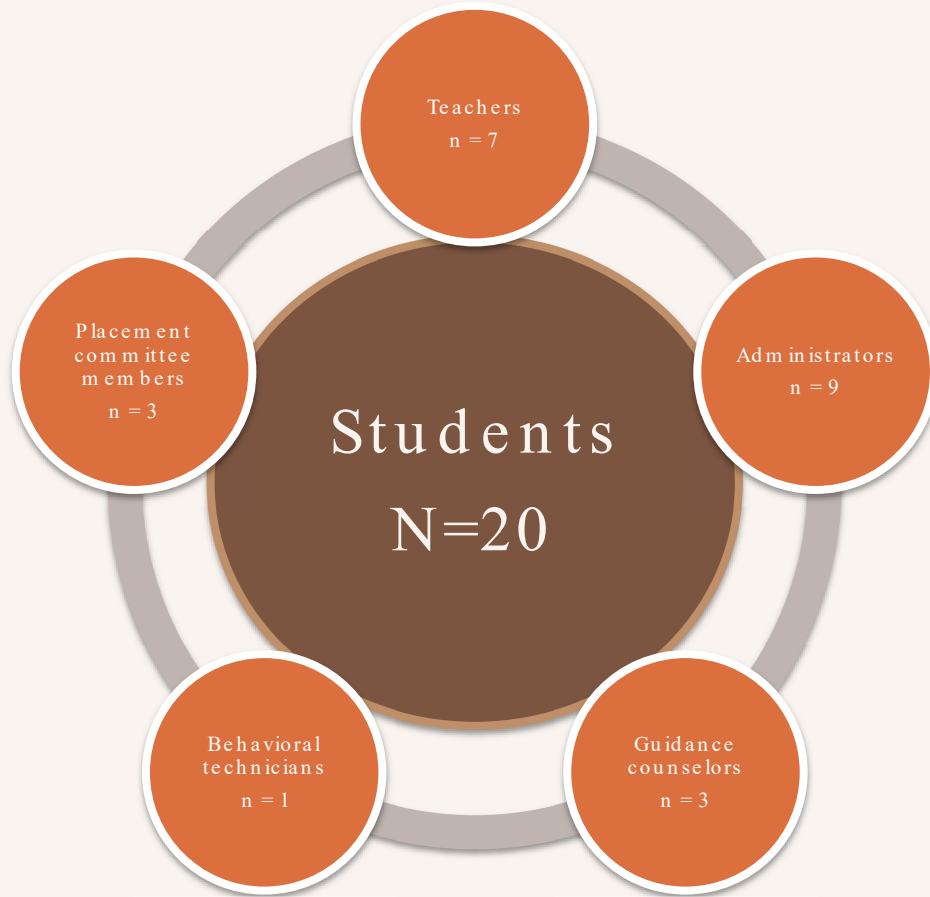 Teachers
n = 7
Placement
committee
members
n = 3
Administrators
n = 9
Students
N=20
Behavioral
technicians
n = 1
Guidance
counselors
n = 3